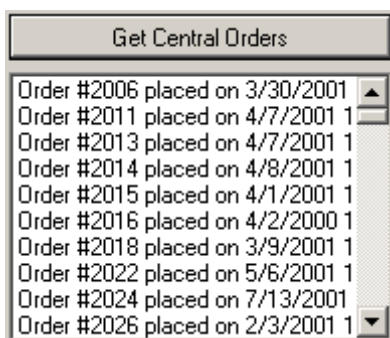 Get Central Orders
Order #2006 placed on 3/30/2001
Order #2011 placed on 4/7/2001 1
Order #2013 placed on 4/7/2001 1
Order #2014 placed on 4/8/2001 1
Order #2015 placed on 4/1/2001 1
Order #2016 placed on 4/2/2000 1
Order #2018 placed on 3/9/2001 1
Order #2022 placed on 5/6/2001 1
Order #2024 placed on 7/13/2001
Order #2026 placed on 2/3/2001 1